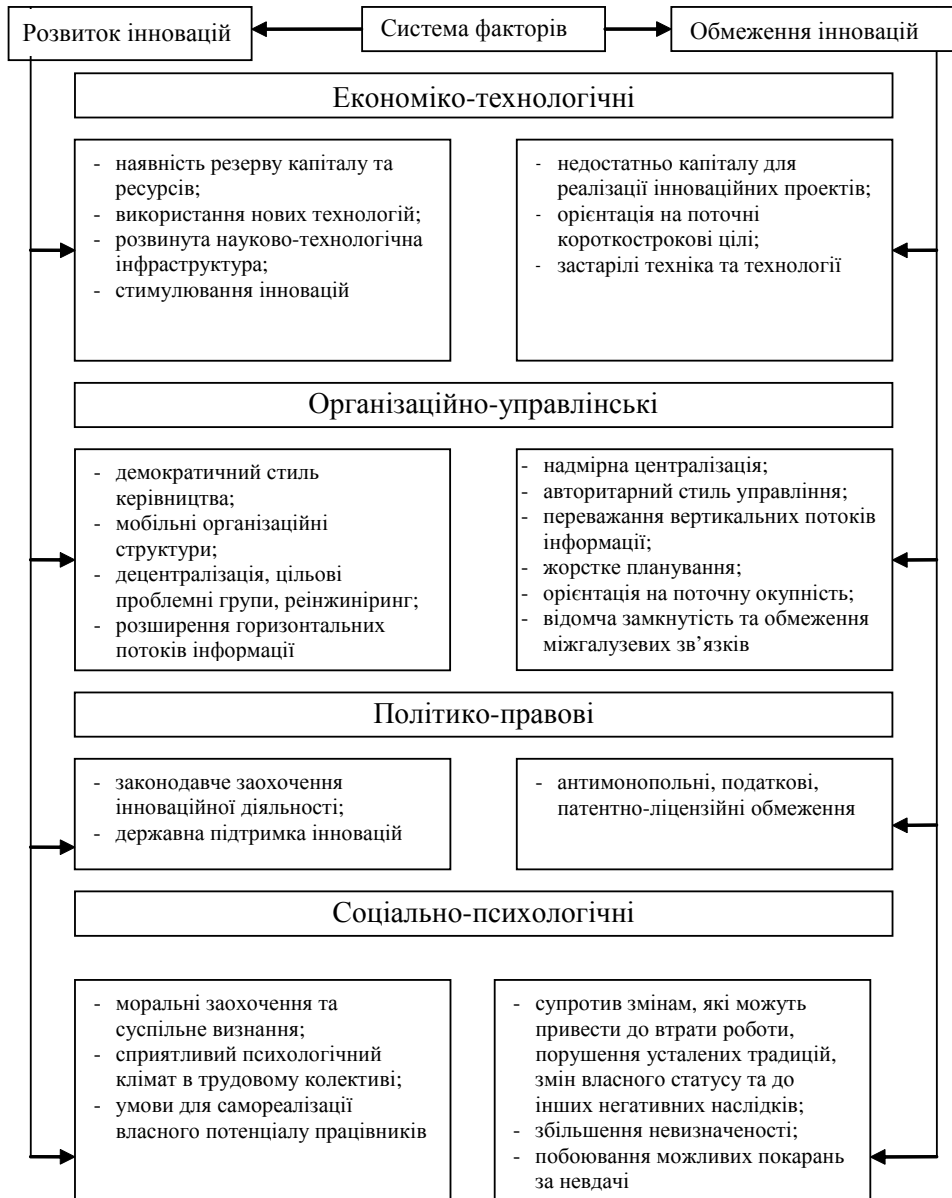 Розвиток інновацій
Система факторів
Обмеження інновацій
Економіко-технологічні
- наявність резерву капіталу та
ресурсів;
- використання нових технологій;
- розвинута науково-технологічна
інфраструктура;
- стимулювання інновацій
- недостатньо капіталу для
реалізації інноваційних проектів;
- орієнтація на поточні
короткострокові цілі;
- застарілі техніка та технології
Організаційно-управлінські
- демократичний стиль
керівництва;
- мобільні організаційні
структури;
- децентралізація, цільові
проблемні групи, реінжиніринг;
- розширення горизонтальних
потоків інформації
- надмірна централізація;
- авторитарний стиль управління;
- переважання вертикальних потоків
інформації;
- жорстке планування;
- орієнтація на поточну окупність;
- відомча замкнутість та обмеження
міжгалузевих зв’язків
Політико-правові
- законодавче заохочення
інноваційної діяльності;
- державна підтримка інновацій
- антимонопольні, податкові,
патентно-ліцензійні обмеження
Соціально-психологічні
- моральні заохочення та
суспільне визнання;
- сприятливий психологічний
клімат в трудовому колективі;
- умови для самореалізації
власного потенціалу працівників
- супротив змінам, які можуть
привести до втрати роботи,
порушення усталених традицій,
змін власного статусу та до
інших негативних наслідків;
- збільшення невизначеності;
- побоювання можливих покарань
за невдачі